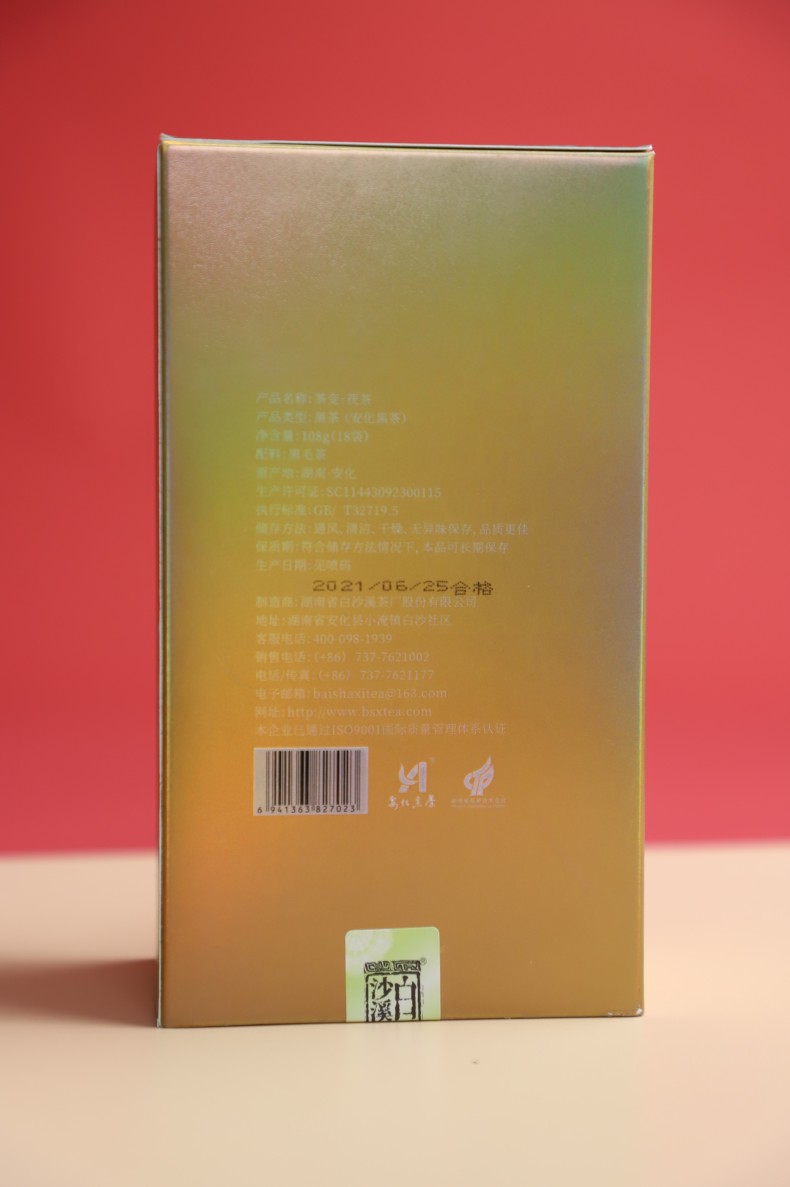 产品名称:茶变·茯茶
产品类型:黑茶(安化黑茶)
净含量:108g(18袋)
配料:黑毛茶
原产地:湖南·安化
生产许可证:SC11443092300115
执行标准:GB/ T32719.5
储存方法:通风,清洁,干燥,无异味保存,品质更佳
保质期:符合储存方法情况下,本品可长期保存
生产日期:见喷码
2021/06/25合格
制造商:湖南省白沙溪茶厂股份有限公司
地址:湖南省安化县小淹镇白沙社区
客服电话:400-098-1939
销售电话:(+86) 737-7621002
电话/传真:(+86) 737-7621177
电子邮箱:baishaxitea@163.com
网址:http://www.bsxtea.com
本企业已通过ISO9001国际质量管理体系认证
6 941363 827023
安化黑茶
白沙溪